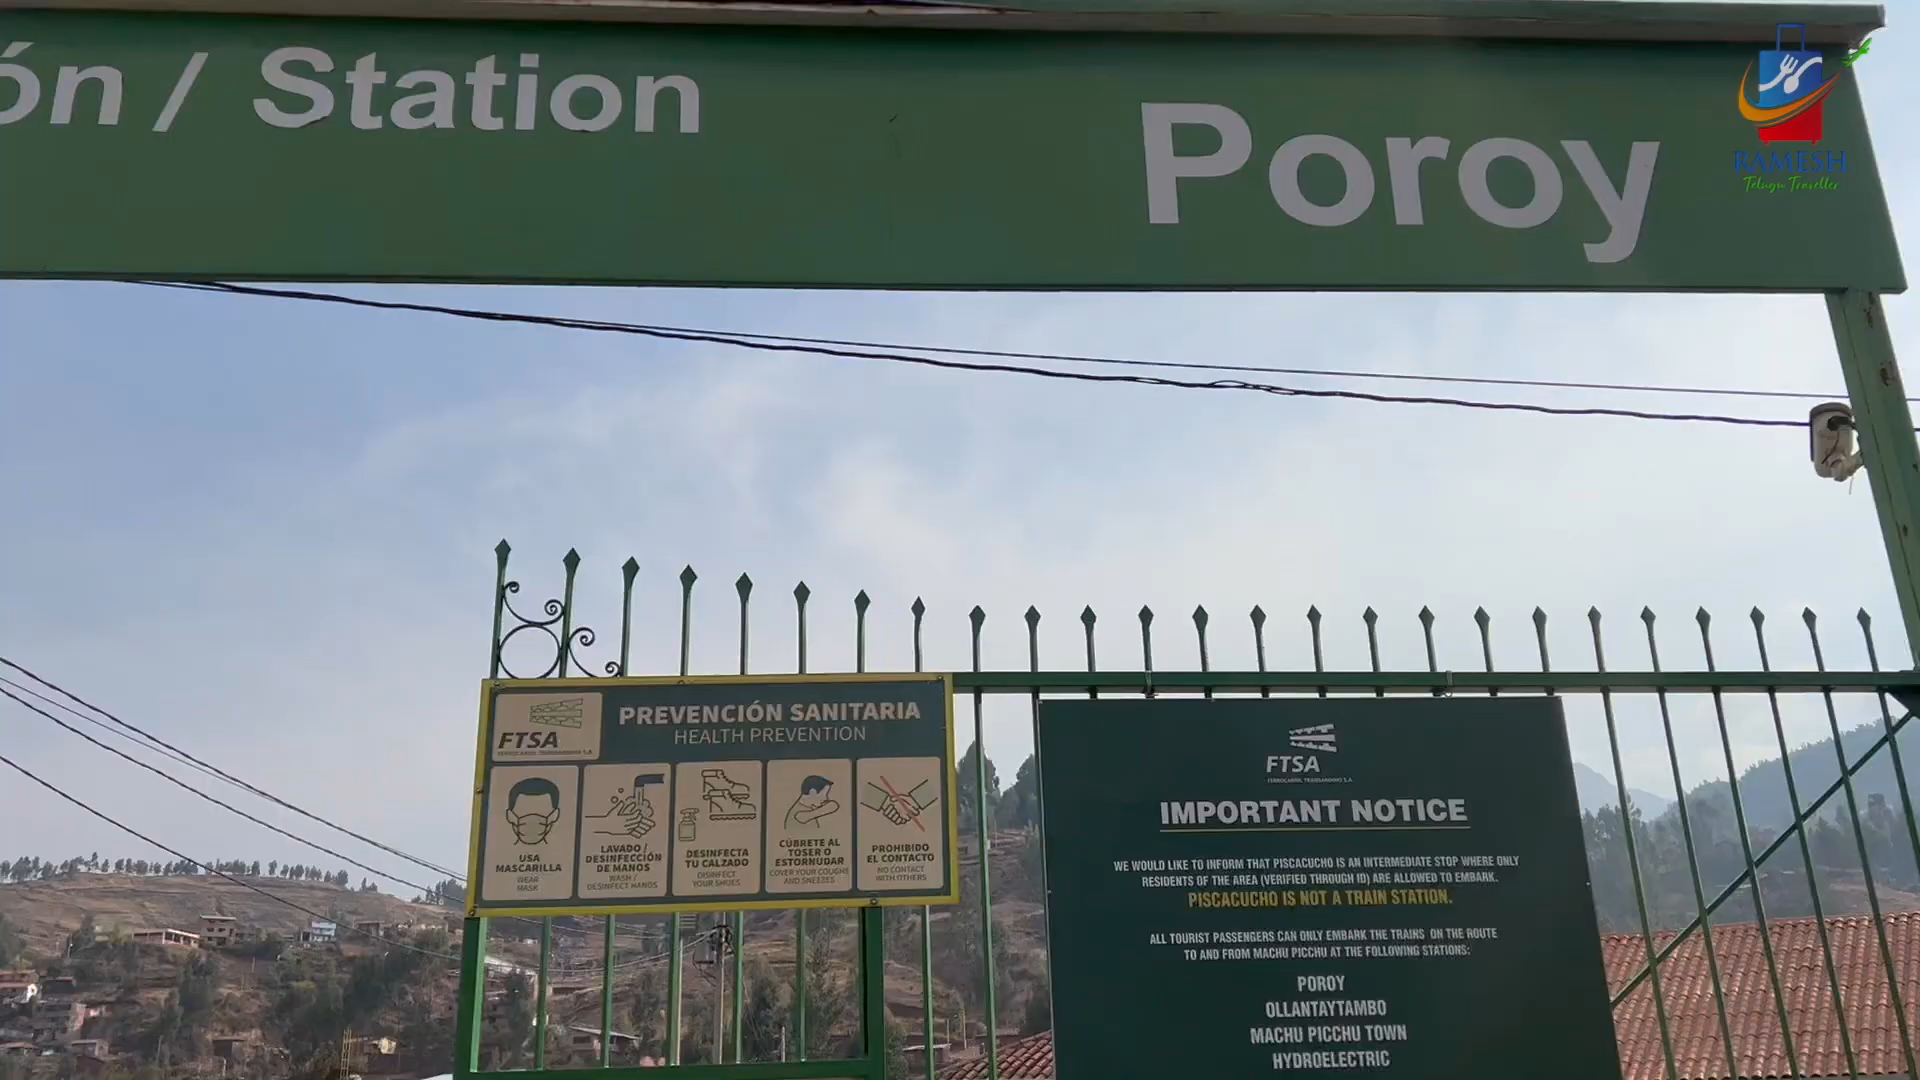 ón / Station
Poroy
RAMESH
Telugu Traveller
FTSA
FERROCARRIL TRANSANDINO S.A.
PREVENCIÓN SANITARIA
HEALTH PREVENTION
USA
MASCARILLA
WEAR
MASK
LAVADO /
DESINFECCIÓN
DE MANOS
WASH /
DESINFECT HANDS
DESINFECTA
TU CALZADO
DISINFECT
YOUR SHOES
CÚBRETE AL
TOSER O
ESTORNUDAR
COVER YOUR COUGHS
AND SNEEZES
PROHIBIDO
EL CONTACTO
NO CONTACT
WITH OTHERS
FTSA
FERROCARRIL TRANSANDINO S.A.
IMPORTANT NOTICE
WE WOULD LIKE TO INFORM THAT PISCACUCHO IS AN INTERMEDIATE STOP WHERE ONLY
RESIDENTS OF THE AREA (VERIFIED THROUGH ID) ARE ALLOWED TO EMBARK.
PISCACUCHO IS NOT A TRAIN STATION.
ALL TOURIST PASSENGERS CAN ONLY EMBARK THE TRAINS ON THE ROUTE
TO AND FROM MACHU PICCHU AT THE FOLLOWING STATIONS:
POROY
OLLANTAYTAMBO
MACHU PICCHU TOWN
HYDROELECTRIC